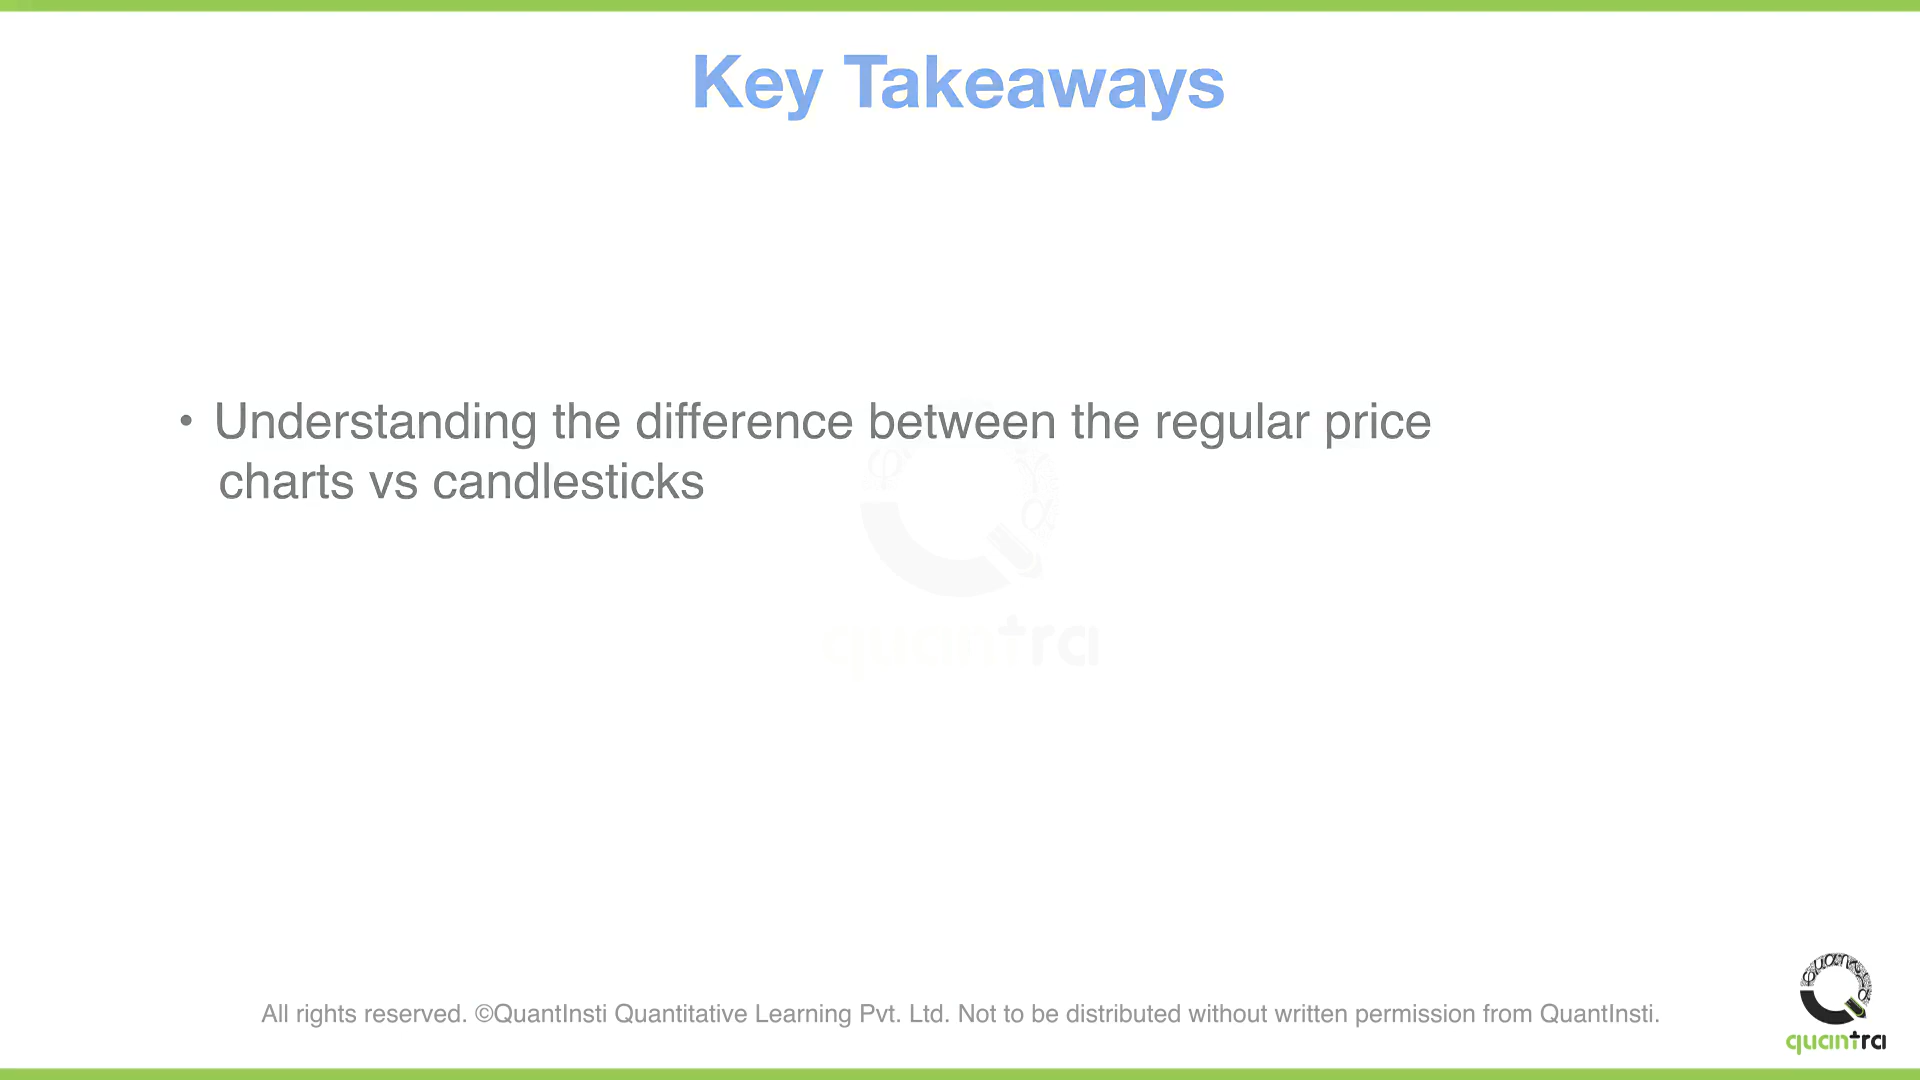 Key Takeaways
• Understanding the difference between the regular price
charts vs candlesticks
quantra
All rights reserved. ©QuantInsti Quantitative Learning Pvt. Ltd. Not to be distributed without written permission from QuantInsti.
quantra